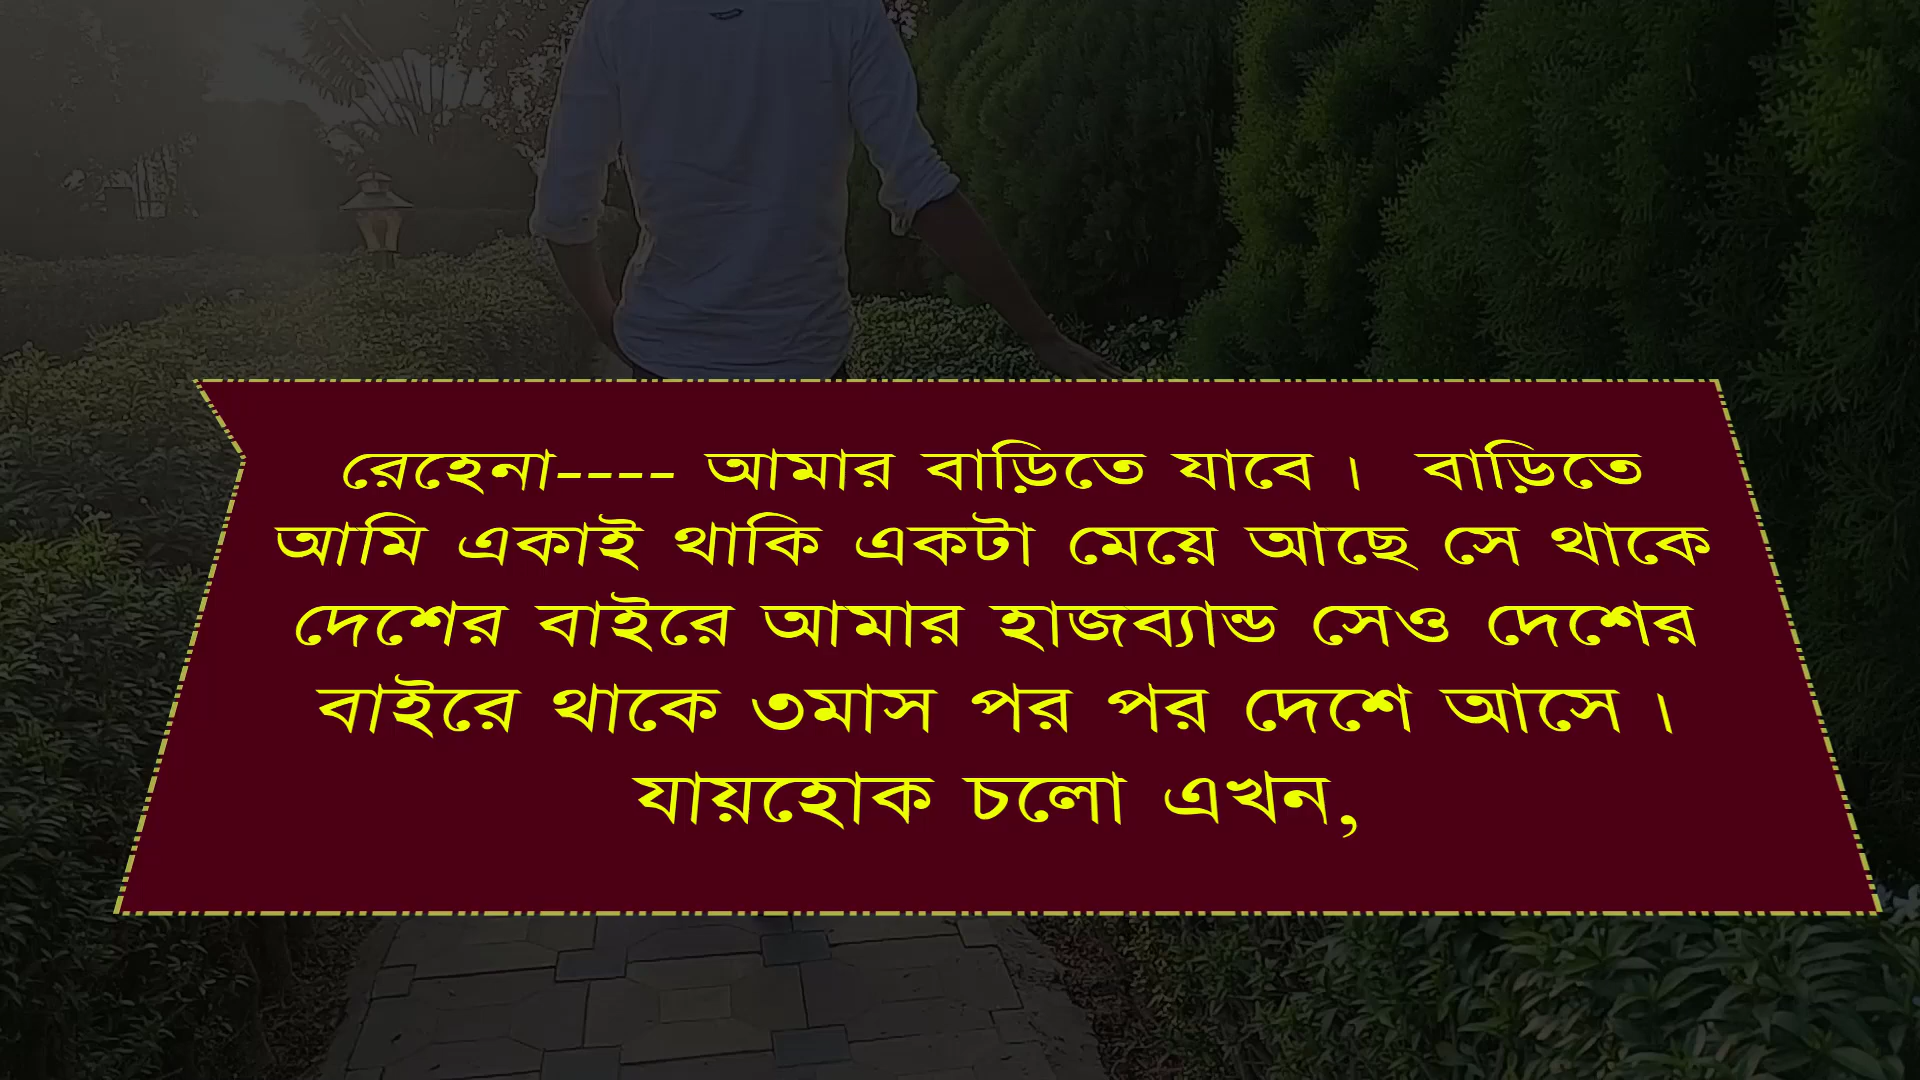 রেহেনা---- আমার বাড়িতে যাবে। বাড়িতে
আমি একাই থাকি একটা মেয়ে আছে সে থাকে
দেশের বাইরে আমার হাজব্যান্ড সেও দেশের
বাইরে থাকে ৩মাস পর পর দেশে আসে।
যায়হোক চলো এখন,